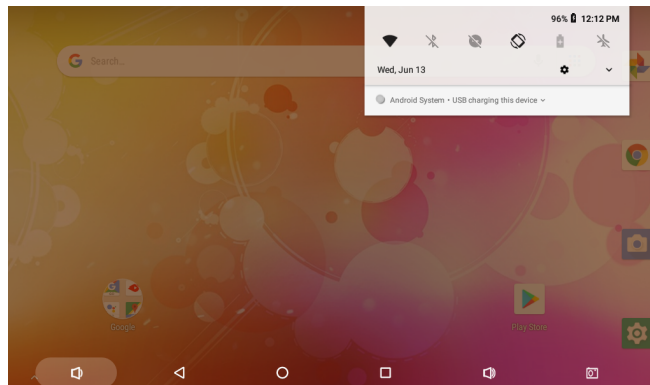 96% 12:12 PM
Search...
Wed, Jun 13
Android System • USB charging this device
Google
Play Store